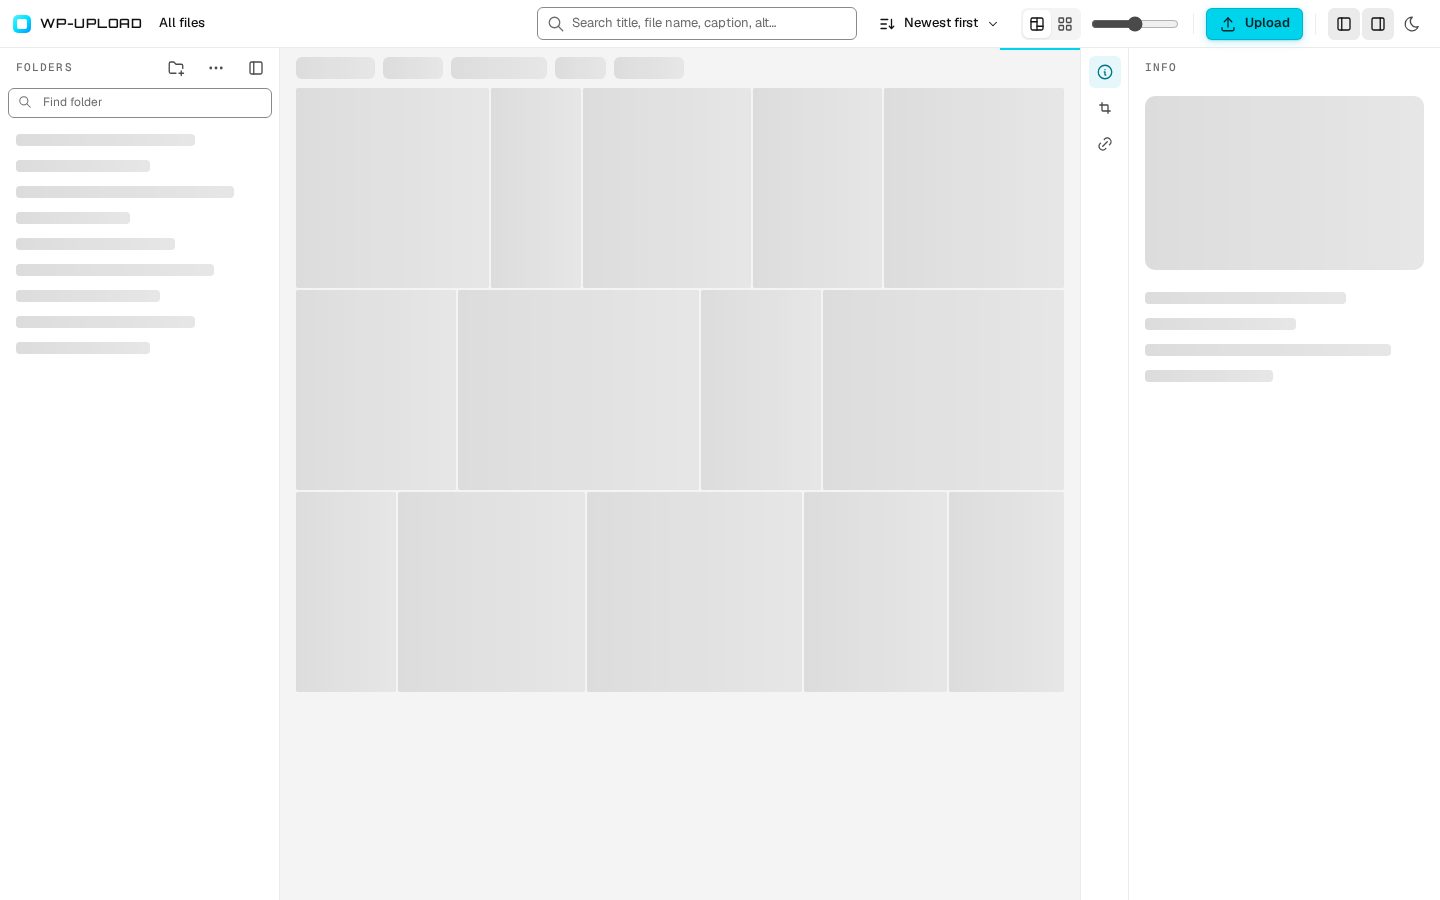 WP-UPLOAD
All files
Search title, file name, caption, alt...
Newest first
Upload
FOLDERS
INFO
Find folder